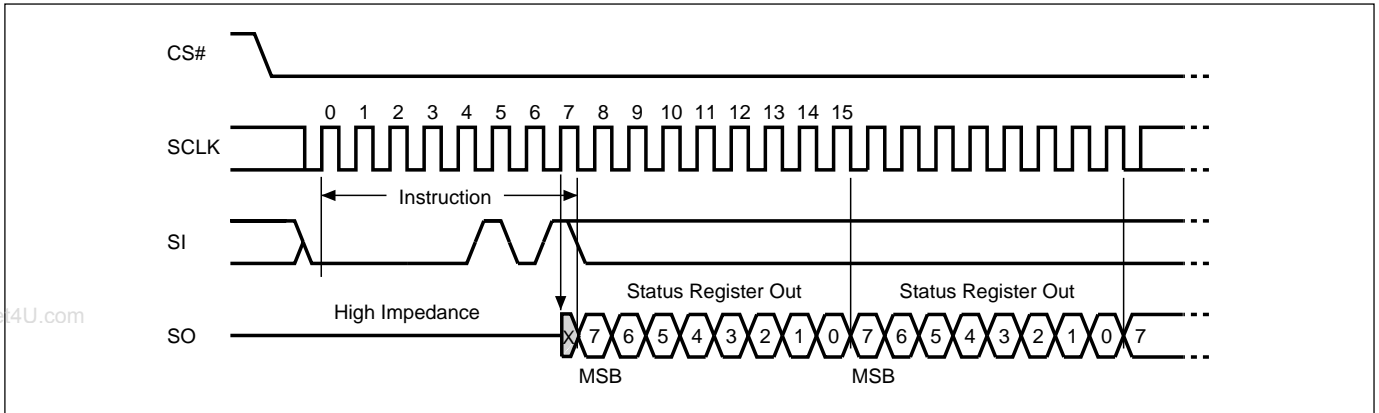 CS#
0 1 2 3 4 5 6 7 8 9 10 11 12 13 14 15
SCLK
Instruction
SI
Status Register Out Status Register Out
High Impedance
et4U.com
SO X 7 6 5 4 3 2 1 0 7 6 5 4 3 2 1 0 7
MSB MSB